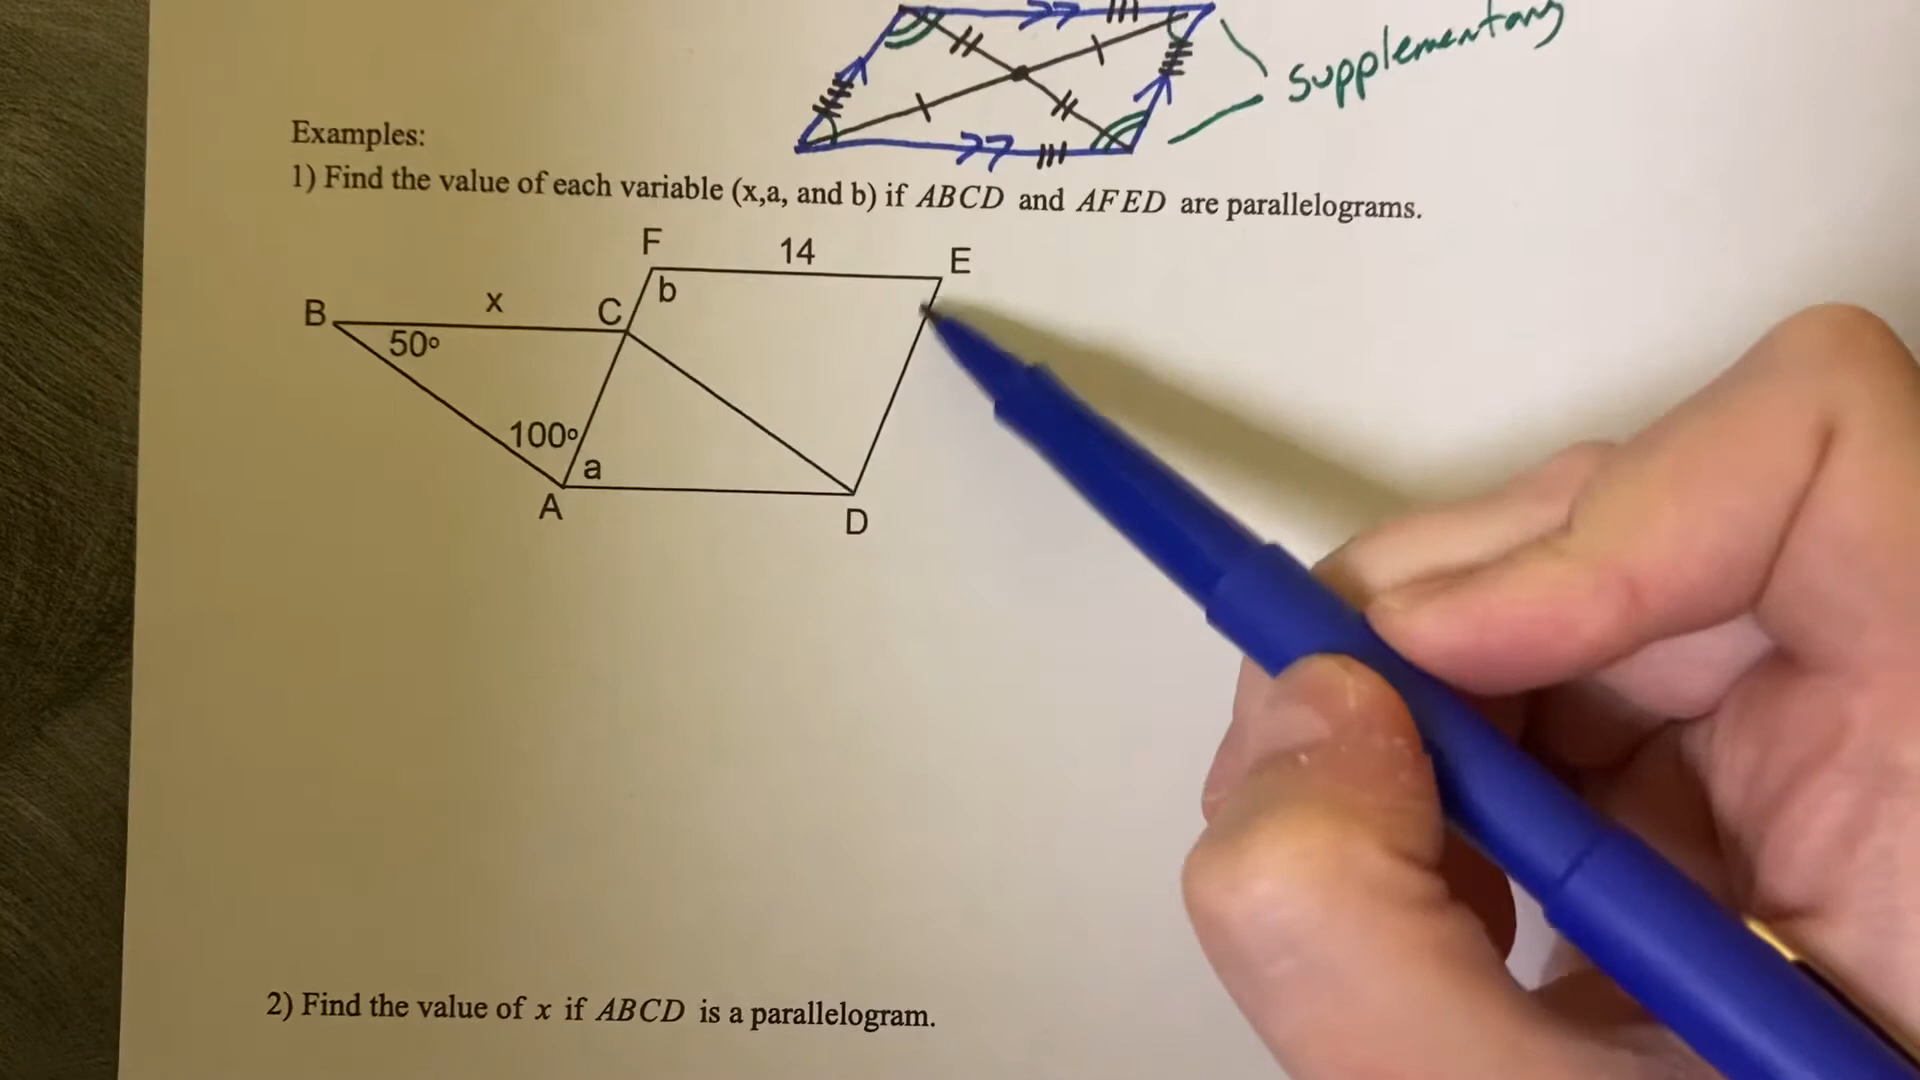 supplementary
Examples:
1) Find the value of each variable (x,a, and b) if ABCD and AFED are parallelograms.
F 14 E
B x C b
50°
100°
a
A D
2) Find the value of x if ABCD is a parallelogram.